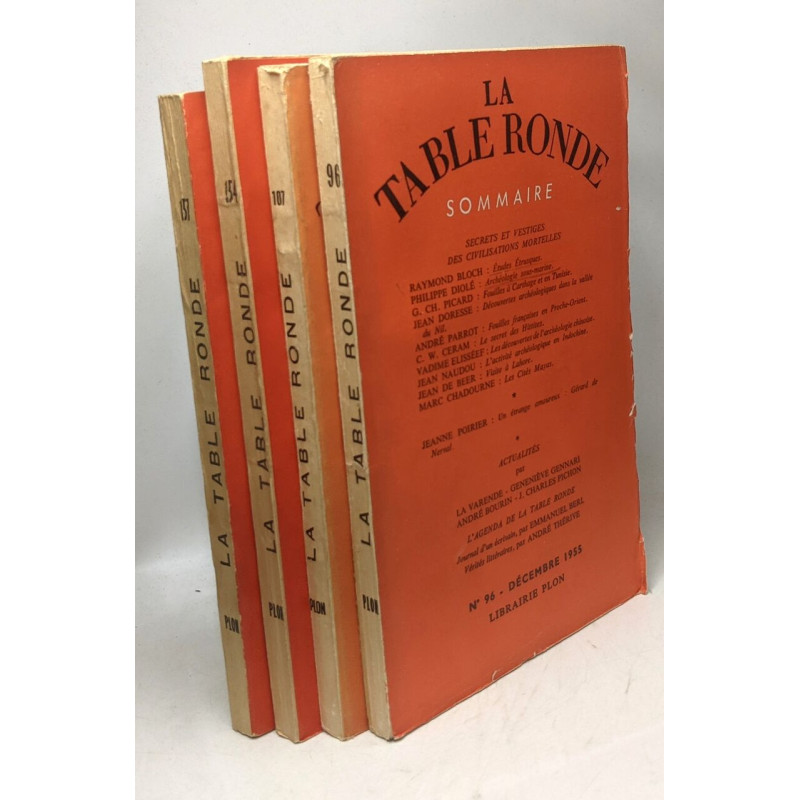 157
LA TABLE RONDE
PLON
154
LA TABLE RONDE
PLON
107
LA TABLE RONDE
PLON
96
LA TABLE RONDE
PLON
LA
TABLE RONDE
SOMMAIRE
SECRETS ET VESTIGES
DES CIVILISATIONS MORTELLES
RAYMOND BLOCH : Études Étrusques.
PHILIPPE DIOLÉ : Archéologie sous-marine.
G. CH. PICARD : Fouilles à Carthage et en Tunisie.
JEAN DORESSE : Découvertes archéologiques dans la vallée
du Nil.
ANDRÉ PARROT : Fouilles françaises en Proche-Orient.
C. W. CERAM : Le secret des Hittites.
VADIME ELISSÉEF : Les découvertes de l'archéologie chinoise.
JEAN NAUDOU : L'activité archéologique en Indochine.
JEAN DE BEER : Visite à Lahore.
MARC CHADOURNE : Les Cités Mayas.
JEANNE POIRIER : Un étrange amoureux : Gérard de
Nerval.
ACTUALITÉS
par
LA VARENDE - GENEVIÈVE GENNARI
ANDRÉ BOURIN - J. CHARLES PICHON
L'AGENDA DE LA TABLE RONDE
Journal d'un écrivain, par EMMANUEL BERL
Vérités littéraires, par ANDRÉ THÉRIVE
N° 96 - DÉCEMBRE 1955
LIBRAIRIE PLON